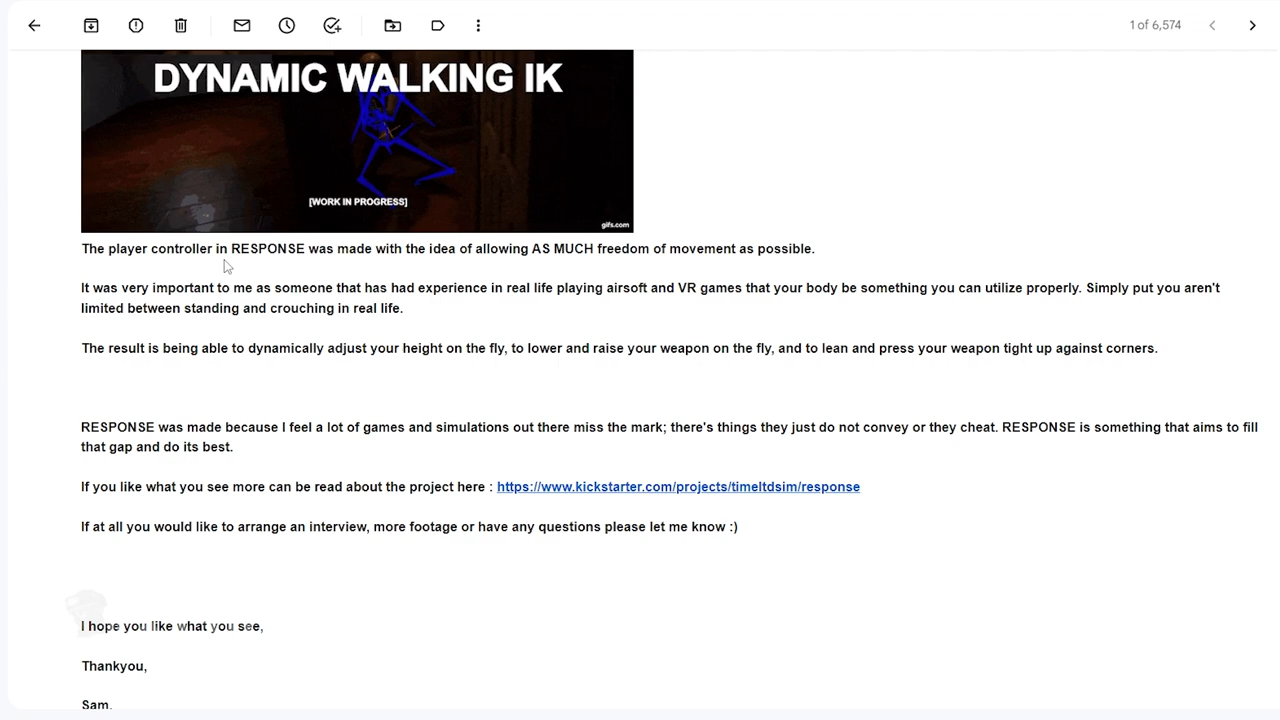 1 of 6,574
DYNAMIC WALKING IK
[WORK IN PROGRESS]
gifs.com
The player controller in RESPONSE was made with the idea of allowing AS MUCH freedom of movement as possible.
It was very important to me as someone that has had experience in real life playing airsoft and VR games that your body be something you can utilize properly. Simply put you aren't
limited between standing and crouching in real life.
The result is being able to dynamically adjust your height on the fly, to lower and raise your weapon on the fly, and to lean and press your weapon tight up against corners.
RESPONSE was made because I feel a lot of games and simulations out there miss the mark; there's things they just do not convey or they cheat. RESPONSE is something that aims to fill
that gap and do its best.
If you like what you see more can be read about the project here : https://www.kickstarter.com/projects/timeltdsim/response
If at all you would like to arrange an interview, more footage or have any questions please let me know :)
I hope you like what you see,
Thankyou,
Sam.